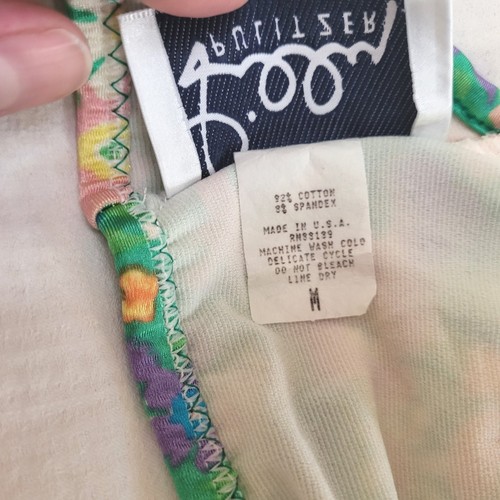 PULITZER
92% COTTON
8% SPANDEX
MADE IN U.S.A.
MACHINE WASH COLD
DELICATE CYCLE
DO NOT BLEACH
LINE DRY
M